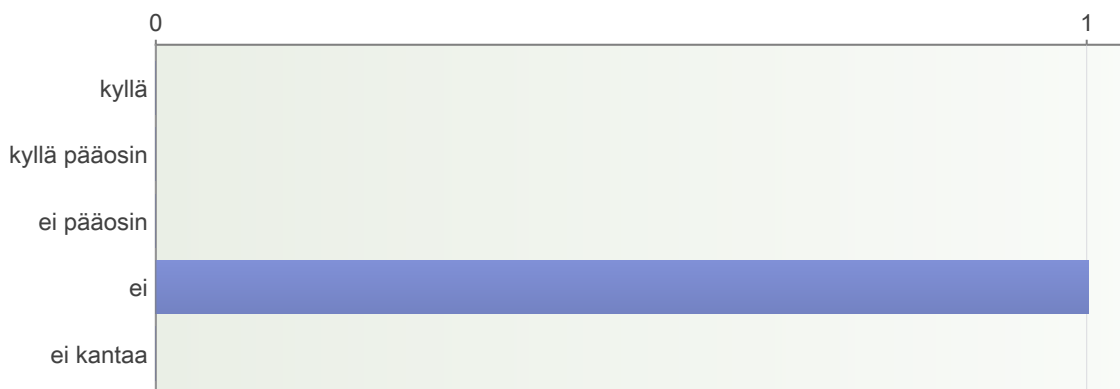 0 1
kyllä
kyllä pääosin
ei pääosin
ei
ei kantaa